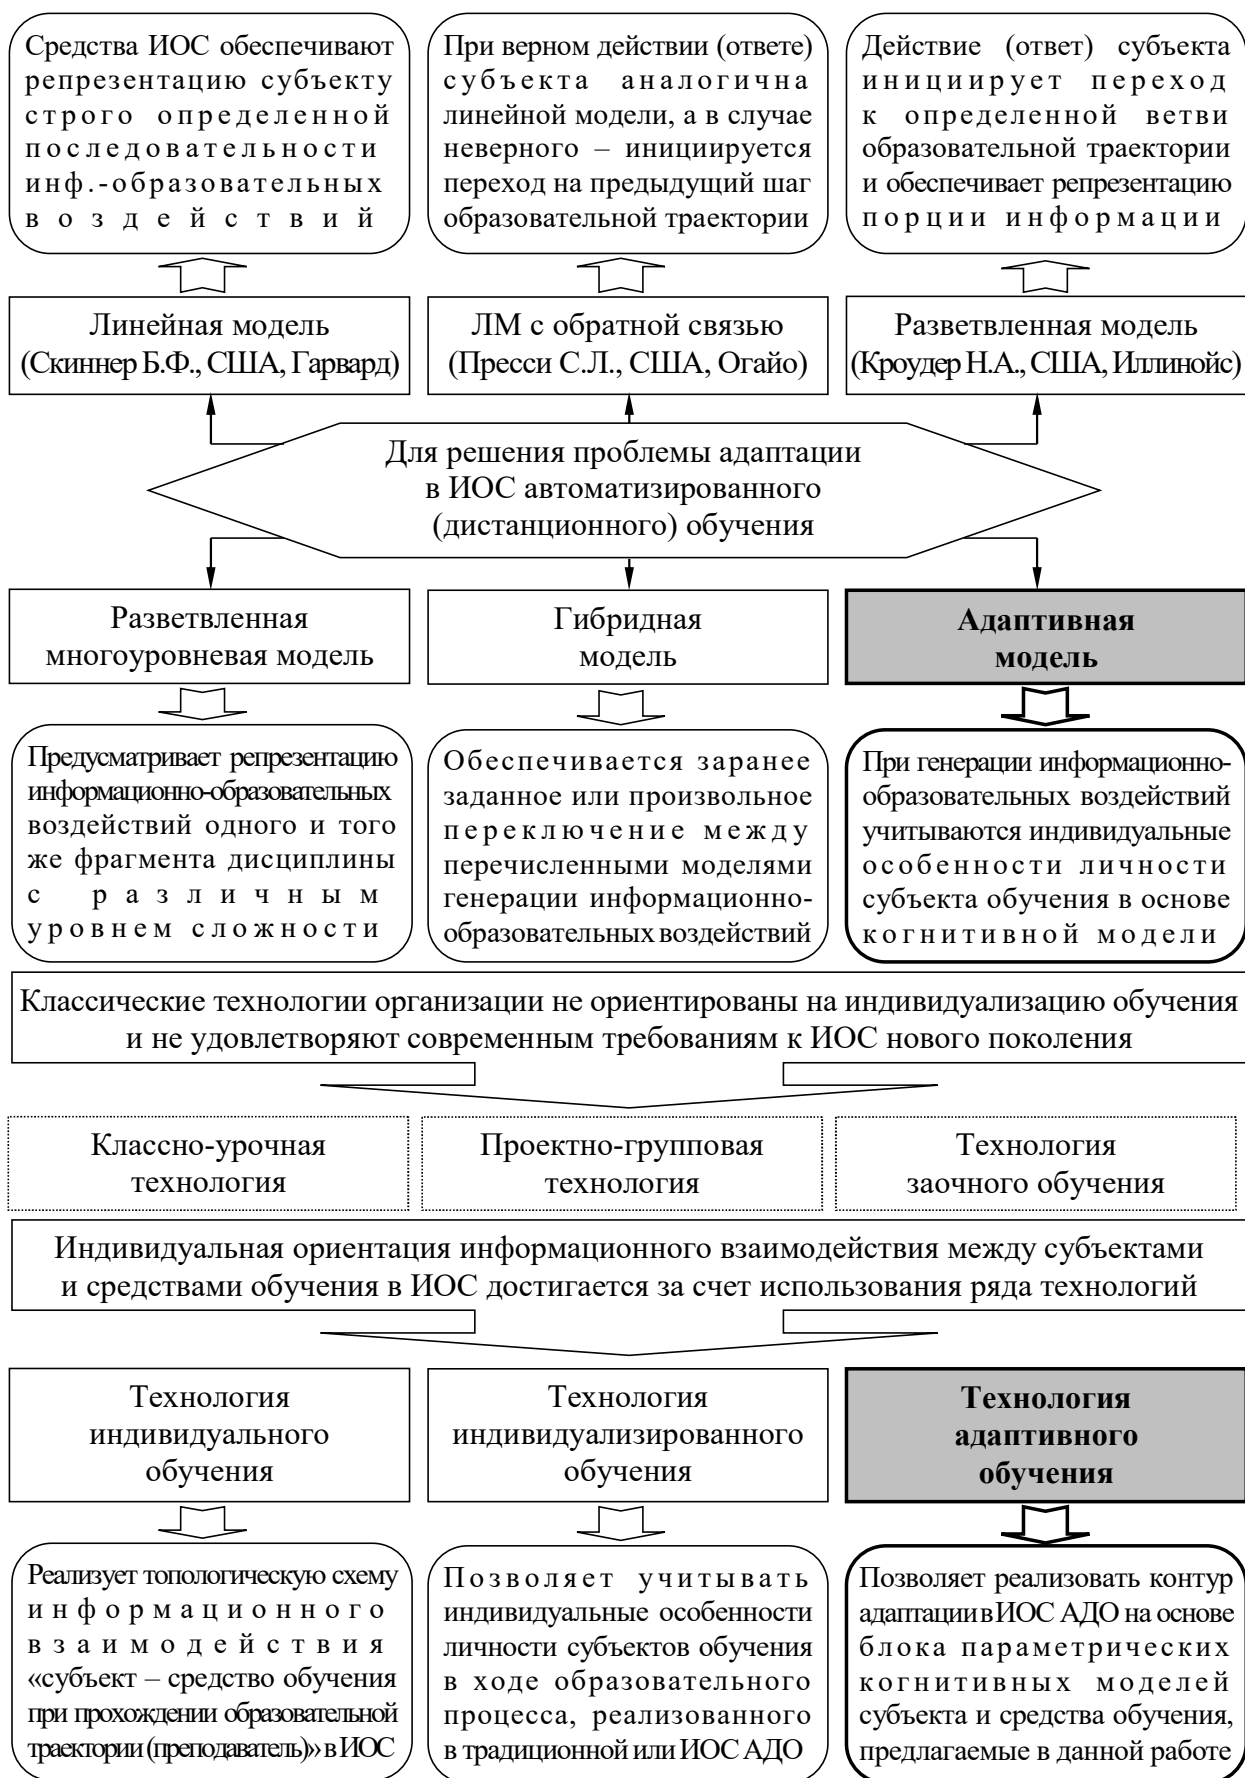 Средства ИОС обеспечивают
репрезентацию субъекту
строго определенной
последовательности
инф.-образовательных
воздействий
При верном действии (ответе)
субъекта аналогична
линейной модели, а в случае
неверного – инициируется
переход на предыдущий шаг
образовательной траектории
Действие (ответ) субъекта
инициирует переход
к определенной ветви
образовательной траектории
и обеспечивает репрезентацию
порции информации
Линейная модель
(Скиннер Б.Ф., США, Гарвард)
ЛМ с обратной связью
(Пресси С.Л., США, Огайо)
Разветвленная модель
(Кроудер Н.А., США, Иллинойс)
Для решения проблемы адаптации
в ИОС автоматизированного
(дистанционного) обучения
Разветвленная
многоуровневая модель
Гибридная
модель
Адаптивная
модель
Предусматривает репрезентацию
информационно-образовательных
воздействий одного и того
же фрагмента дисциплины
с различным
уровнем сложности
Обеспечивается заранее
заданное или произвольное
переключение между
перечисленными моделями
генерации информационно-
образовательных воздействий
При генерации информационно-
образовательных воздействий
учитываются индивидуальные
особенности личности
субъекта обучения в основе
когнитивной модели
Классические технологии организации не ориентированы на индивидуализацию обучения
и не удовлетворяют современным требованиям к ИОС нового поколения
Классно-урочная
технология
Проектно-групповая
технология
Технология
заочного обучения
Индивидуальная ориентация информационного взаимодействия между субъектами
и средствами обучения в ИОС достигается за счет использования ряда технологий
Технология
индивидуального
обучения
Технология
индивидуализированного
обучения
Технология
адаптивного
обучения
Реализует топологическую схему
информационного
взаимодействия
«субъект – средство обучения
при прохождении образовательной
траектории (преподаватель)» в ИОС
Позволяет учитывать
индивидуальные особенности
личности субъектов обучения
в ходе образовательного
процесса, реализованного
в традиционной или ИОС АДО
Позволяет реализовать контур
адаптации в ИОС АДО на основе
блока параметрических
когнитивных моделей
субъекта и средства обучения,
предлагаемые в данной работе